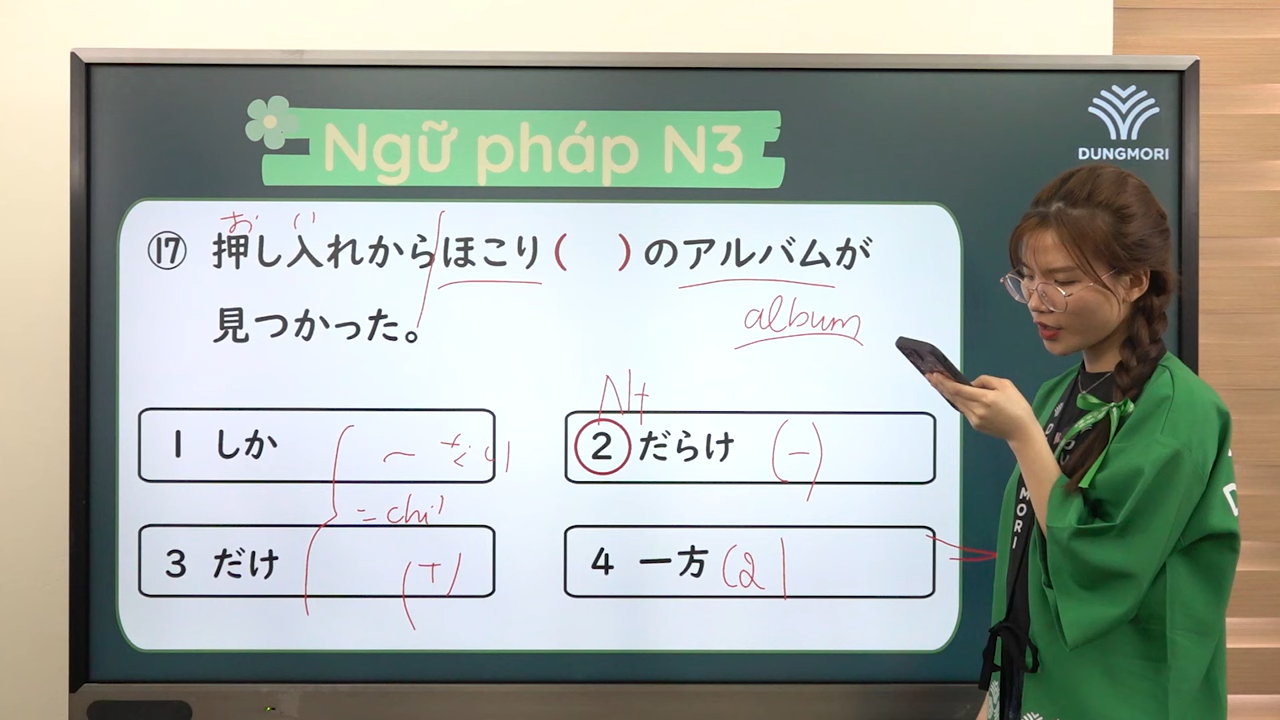 Ngữ pháp N3
DUNGMORI
お い
⑰ 押し入れからほこり( )のアルバムが
album
見つかった。
N+
1 しか
2 だらけ (-)
= chỉ
3 だけ (+)
4 一方 (2
MORI